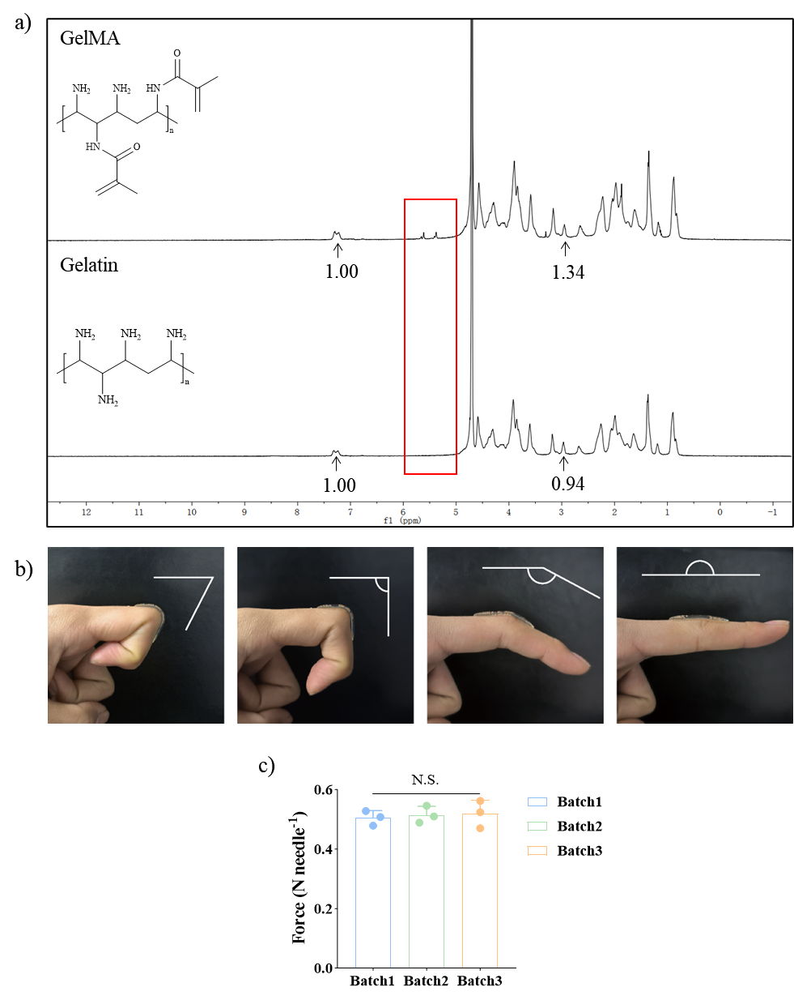 a)
GelMA
O
NH₂ NH₂ HN
n
HN O
1.00 1.34
Gelatin
NH₂ NH₂ NH₂
n
NH₂
1.00 0.94
12 11 10 9 8 7 6 5 4 3 2 1 0 -1
f1 (ppm)
b)
c)
N.S.
Force (N needle⁻¹)
0.6
0.4
0.2
0.0
Batch1 Batch2 Batch3
Batch1
Batch2
Batch3